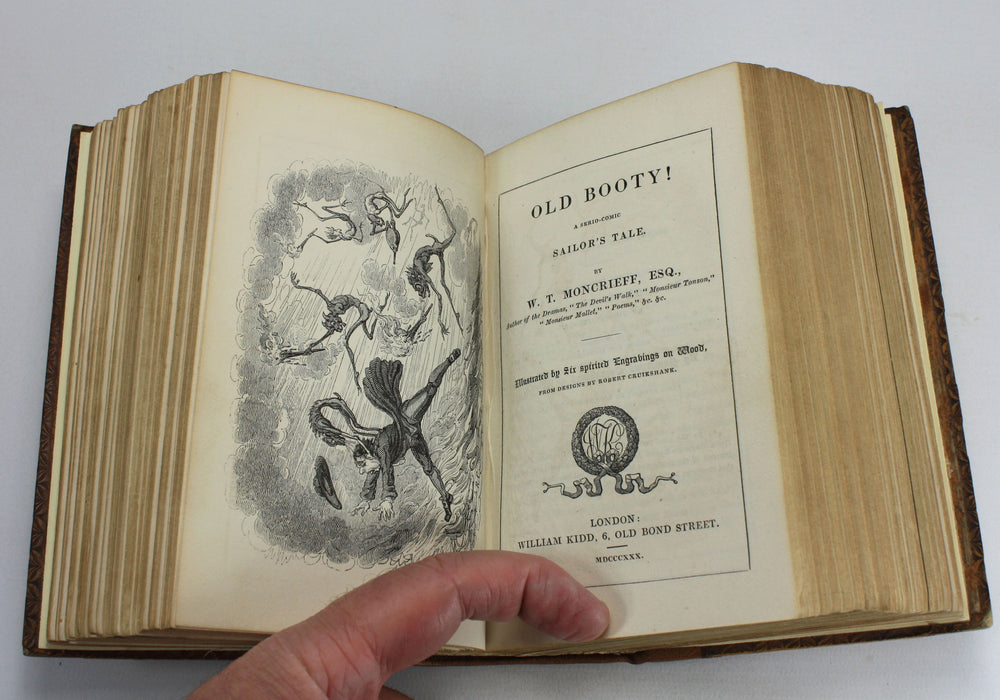 OLD BOOTY!
A SERIO-COMIC
SAILOR'S TALE.
BY
W. T. MONCRIEFF, ESQ.,
Author of the Dramas, "The Devil's Walk," "Monsieur Tonson,"
"Monsieur Mallet," "Poems," &c. &c.
Illustrated by Six spirited Engravings on Wood,
FROM DESIGNS BY ROBERT CRUIKSHANK.
WK
LONDON:
WILLIAM KIDD, 6, OLD BOND STREET.
MDCCCXXX.